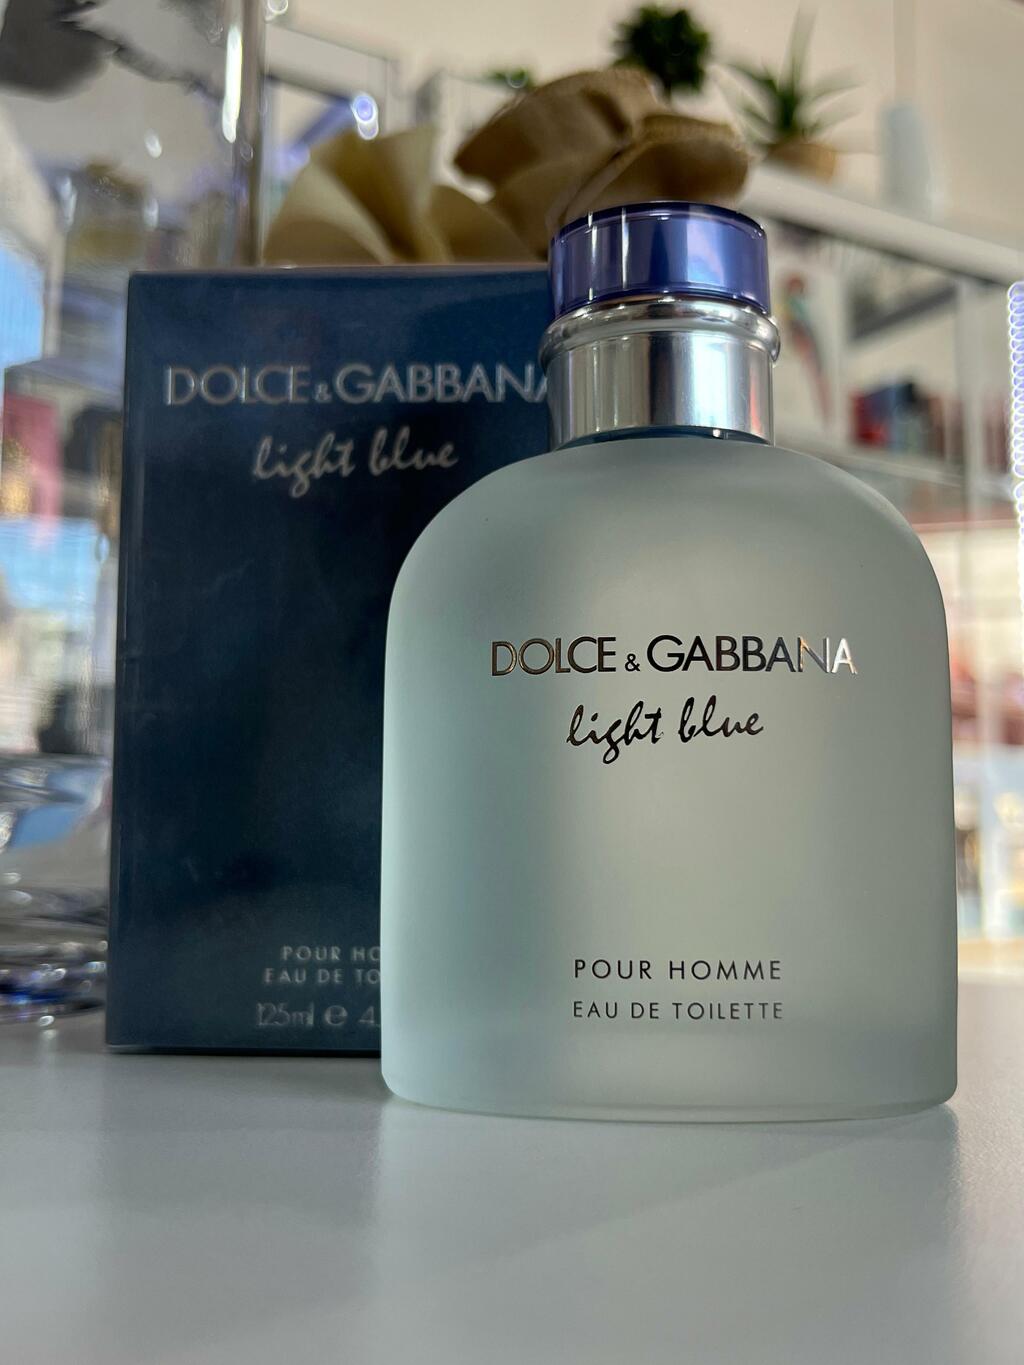 DOLCE & GABBANA
light blue
POUR HO
EAU DE TO
125ml e 4.
DOLCE & GABBANA
light blue
POUR HOMME
EAU DE TOILETTE